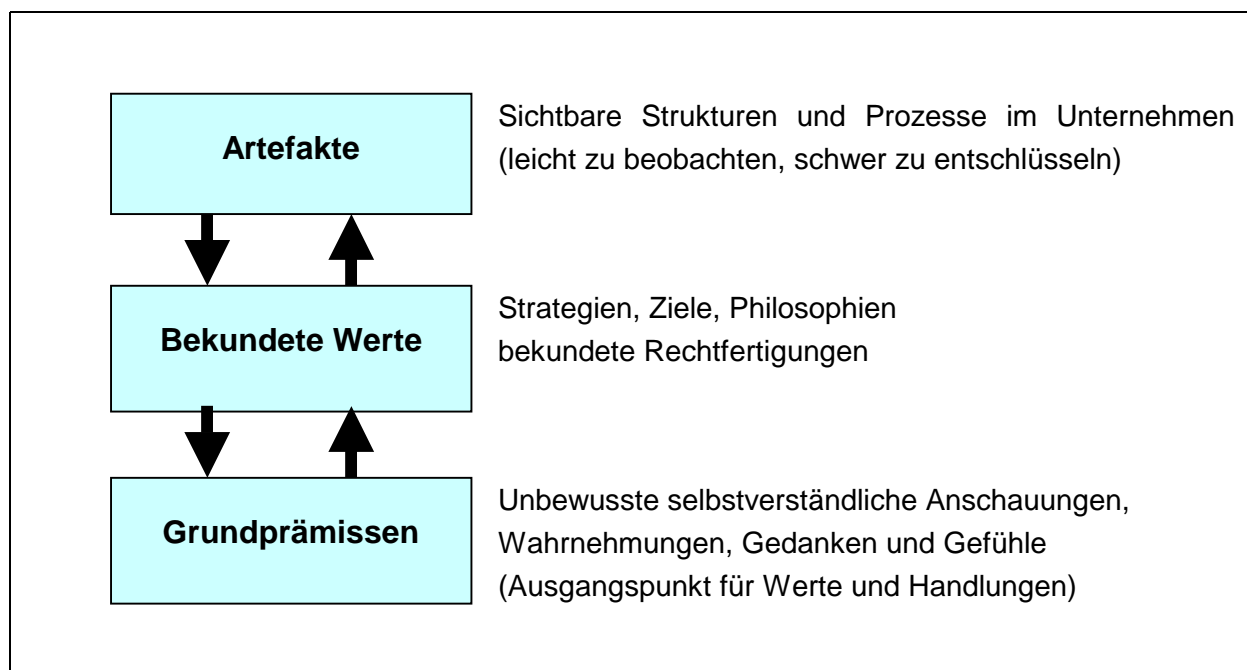 Artefakte
Sichtbare Strukturen und Prozesse im Unternehmen
(leicht zu beobachten, schwer zu entschlüsseln)
Bekundete Werte
Strategien, Ziele, Philosophien
bekundete Rechtfertigungen
Grundprämissen
Unbewusste selbstverständliche Anschauungen,
Wahrnehmungen, Gedanken und Gefühle
(Ausgangspunkt für Werte und Handlungen)